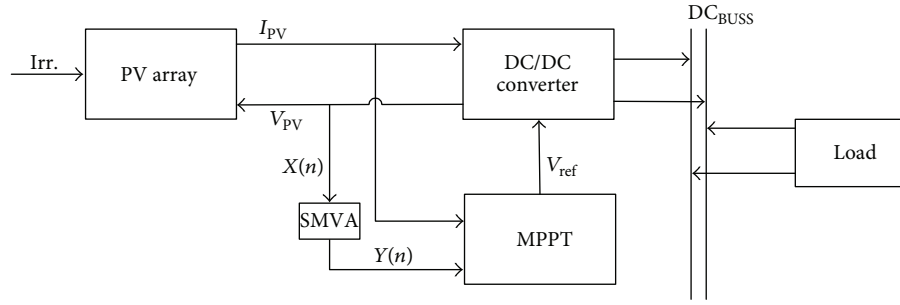 DC_BUSS
I_PV
Irr.
PV array
DC/DC
converter
V_PV
X(n)
V_ref
Load
SMVA
MPPT
Y(n)